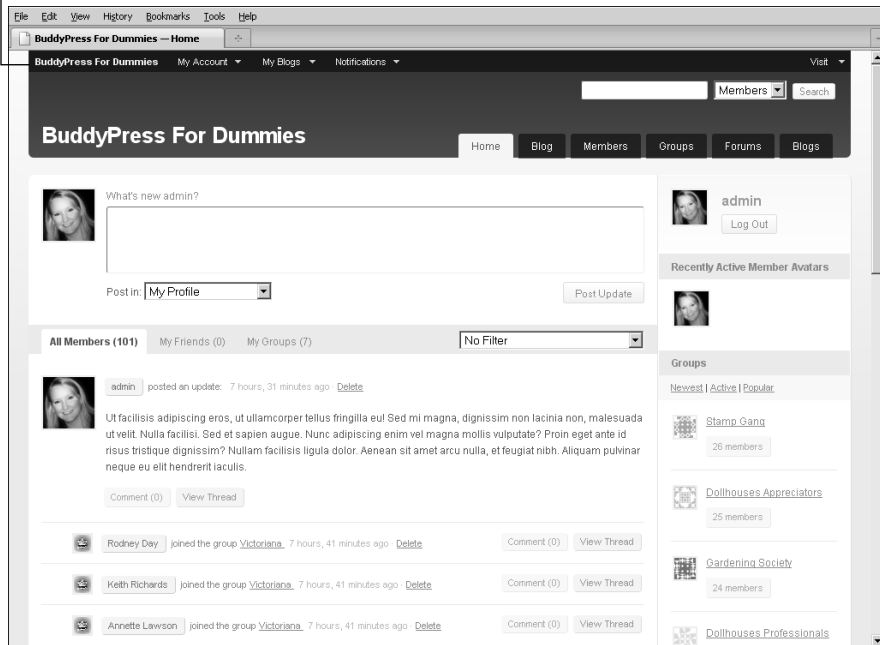 File Edit View History Bookmarks Tools Help
BuddyPress For Dummies — Home
BuddyPress For Dummies My Account My Blogs Notifications Visit
Members Search
BuddyPress For Dummies
Home Blog Members Groups Forums Blogs
What's new admin?
Post in: My Profile Post Update
admin
Log Out
Recently Active Member Avatars
All Members (101) My Friends (0) My Groups (7) No Filter
admin posted an update: 7 hours, 31 minutes ago · Delete
Ut facilisis adipiscing eros, ut ullamcorper tellus fringilla eu! Sed mi magna, dignissim non lacinia non, malesuada
ut velit. Nulla facilisi. Sed et sapien augue. Nunc adipiscing enim vel magna mollis vulputate? Proin eget ante id
risus tristique dignissim? Nullam facilisis ligula dolor. Aenean sit amet arcu nulla, et feugiat nibh. Aliquam pulvinar
neque eu elit hendrerit iaculis.
Comment (0) View Thread
Rodney Day joined the group Victoriana 7 hours, 41 minutes ago · Delete Comment (0) View Thread
Keith Richards joined the group Victoriana 7 hours, 41 minutes ago · Delete Comment (0) View Thread
Annette Lawson joined the group Victoriana 7 hours, 41 minutes ago · Delete Comment (0) View Thread
Groups
Newest | Active | Popular
Stamp Gang
26 members
Dollhouses Appreciators
25 members
Gardening Society
24 members
Dollhouses Professionals